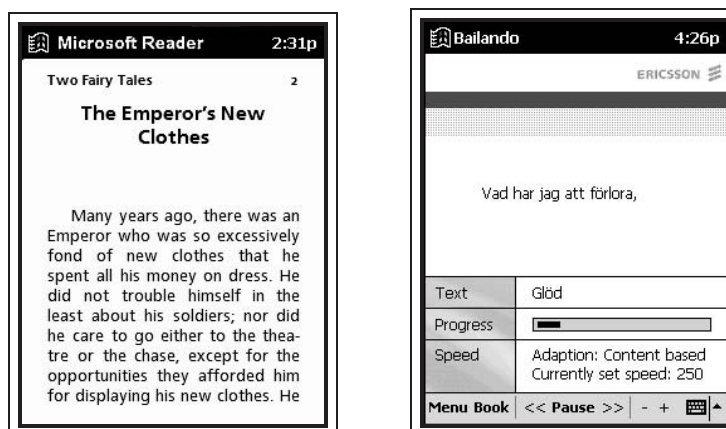 Microsoft Reader 2:31p
Two Fairy Tales 2
The Emperor's New
Clothes
Many years ago, there was an
Emperor who was so excessively
fond of new clothes that he
spent all his money on dress. He
did not trouble himself in the
least about his soldiers; nor did
he care to go either to the thea-
tre or the chase, except for the
opportunities they afforded him
for displaying his new clothes. He
Bailando 4:26p
ERICSSON
Vad har jag att förlora,
Text Glöd
Progress
Speed Adaption: Content based
Currently set speed: 250
Menu Book << Pause >> - +